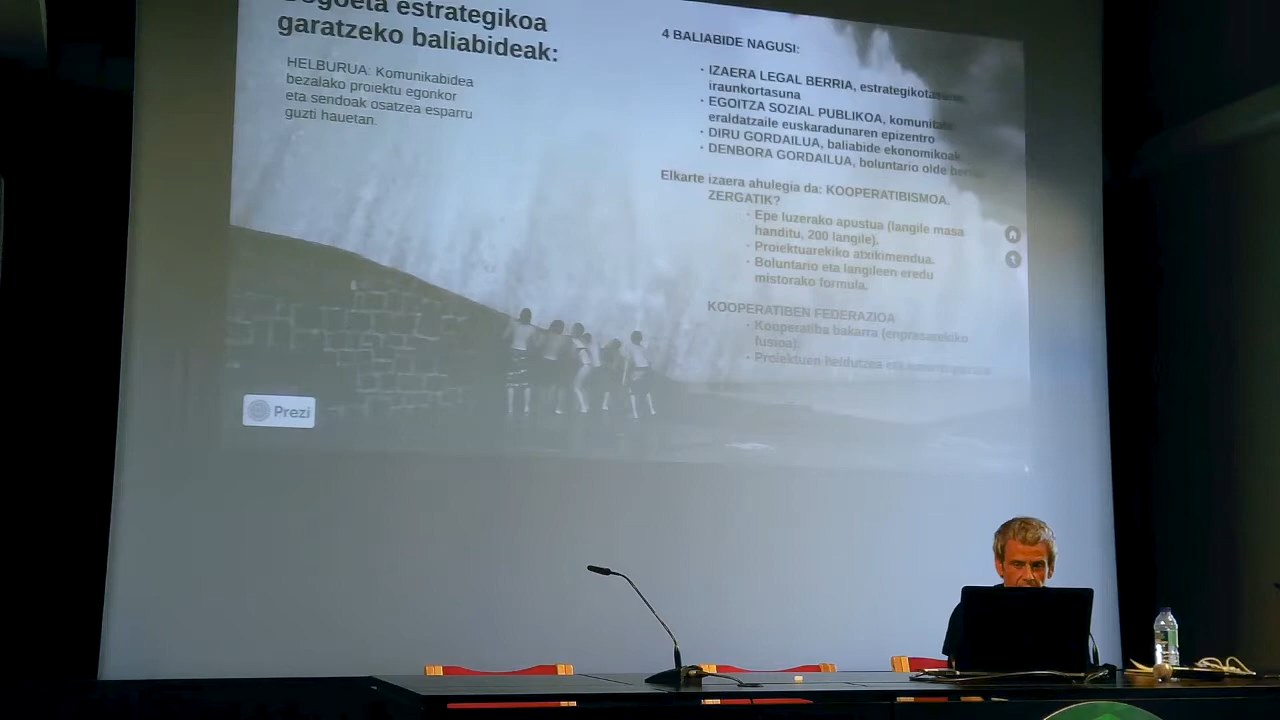 estrategikoa
garatzeko baliabideak:
HELBURUA: Komunikabidea
bezalako proiektu egonkor
eta sendoak osatzea esparru
guzti hauetan.
4 BALIABIDE NAGUSI:
· IZAERA LEGAL BERRIA,
iraunkortasuna
· EGOITZA SOZIAL PUBLIKOA,
eraldatzaile euskaradunaren epizentro
· DIRU GORDAILUA, baliabide ekonomikoak
· DENBORA GORDAILUA, boluntario olde
Elkarte izaera ahulegia da: KOOPERATIBISMOA.
ZERGATIK?
· Epe luzerako apustua (langile masa
handitu, 200 langile).
· Proiektuarekiko atxikimendua.
· Boluntario eta langileen eredu
mistorako formula.
KOOPERATIBEN FEDERAZIOA
· Kooperatiba bakarra (enpresarekiko
fusioa).
· Proiektuen
Prezi